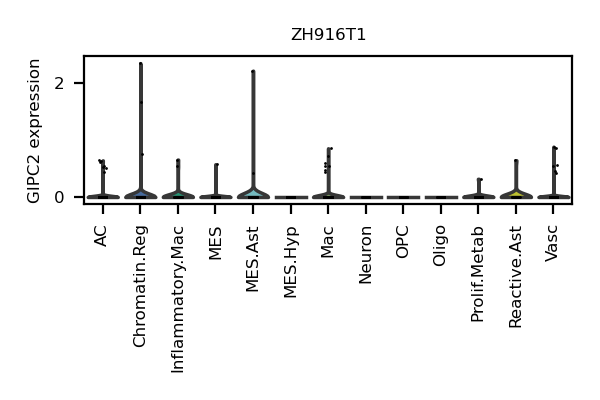 ZH916T1
GIPC2 expression
2
0
AC
Chromatin.Reg
Inflammatory.Mac
MES
MES.Ast
MES.Hyp
Mac
Neuron
OPC
Oligo
Prolif.Metab
Reactive.Ast
Vasc